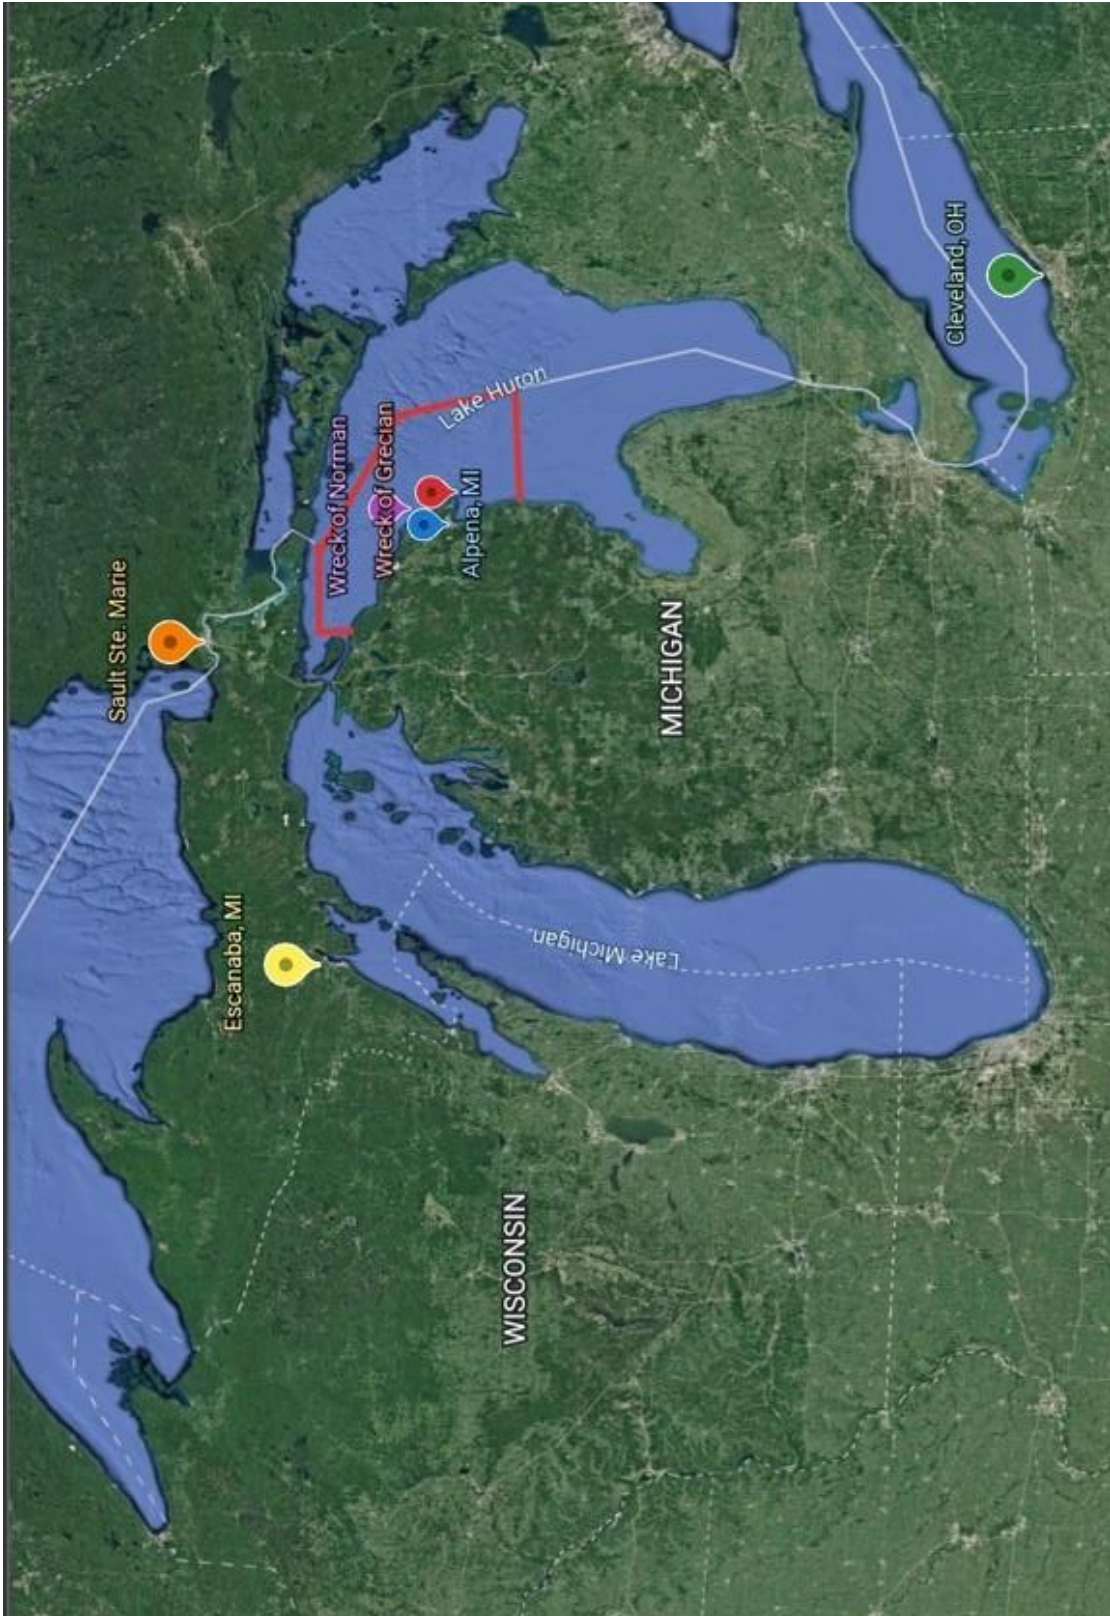 Sault Ste. Marie
Escanaba, MI
Wreck of Norman
Wreck of Grecian
Alpena, MI
Lake Huron
Lake Michigan
WISCONSIN
MICHIGAN
Cleveland, OH